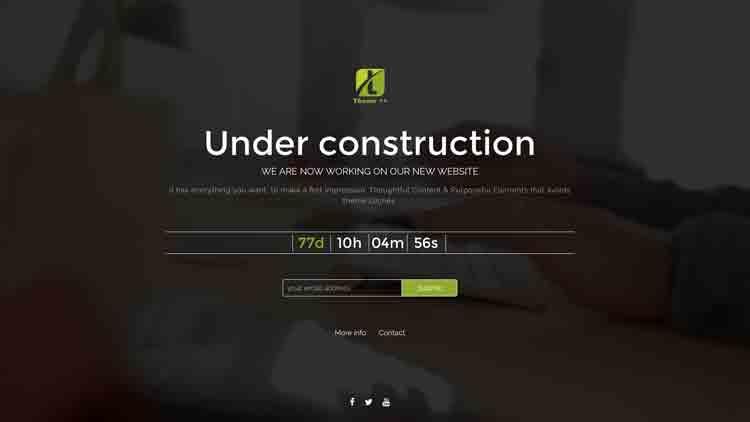 Theme
Under construction
WE ARE NOW WORKING ON OUR NEW WEBSITE
it has everything you want, to make a first impression. Thoughtful Content & Purposeful Elements that Avoids
Theme
77d 10h 04m 56s
your email address
Submit
More info Contact